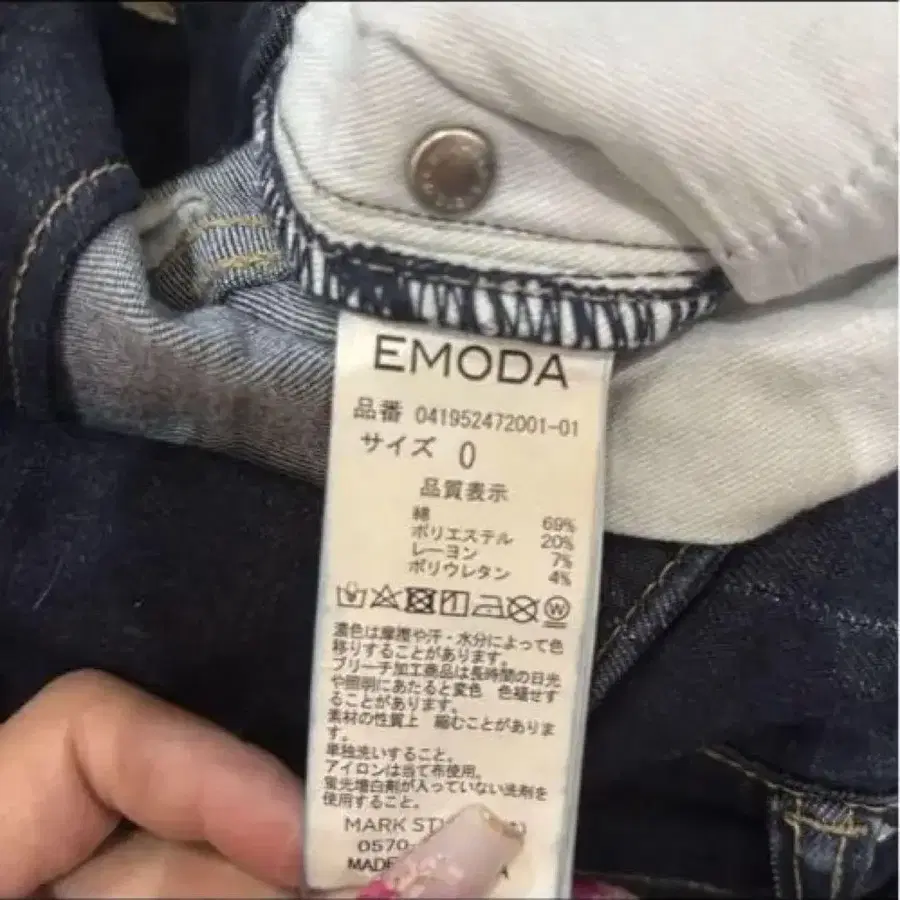 EMODA
品番 041952472001-01
サイズ 0
品質表示
綿 69%
ポリエステル 20%
レーヨン 7%
ポリウレタン 4%
W
濃色は摩擦や汗・水分によって色
移りすることがあります。
ブリーチ加工商品は長時間の日光
や照明にあたると変色 色褪せす
ることがあります。
素材の性質上 縮むことがありま
す。
単独洗いすること。
アイロンは当て布使用。
蛍光増白剤が入っていない洗剤を
使用すること。
MARK
0570-
MADE